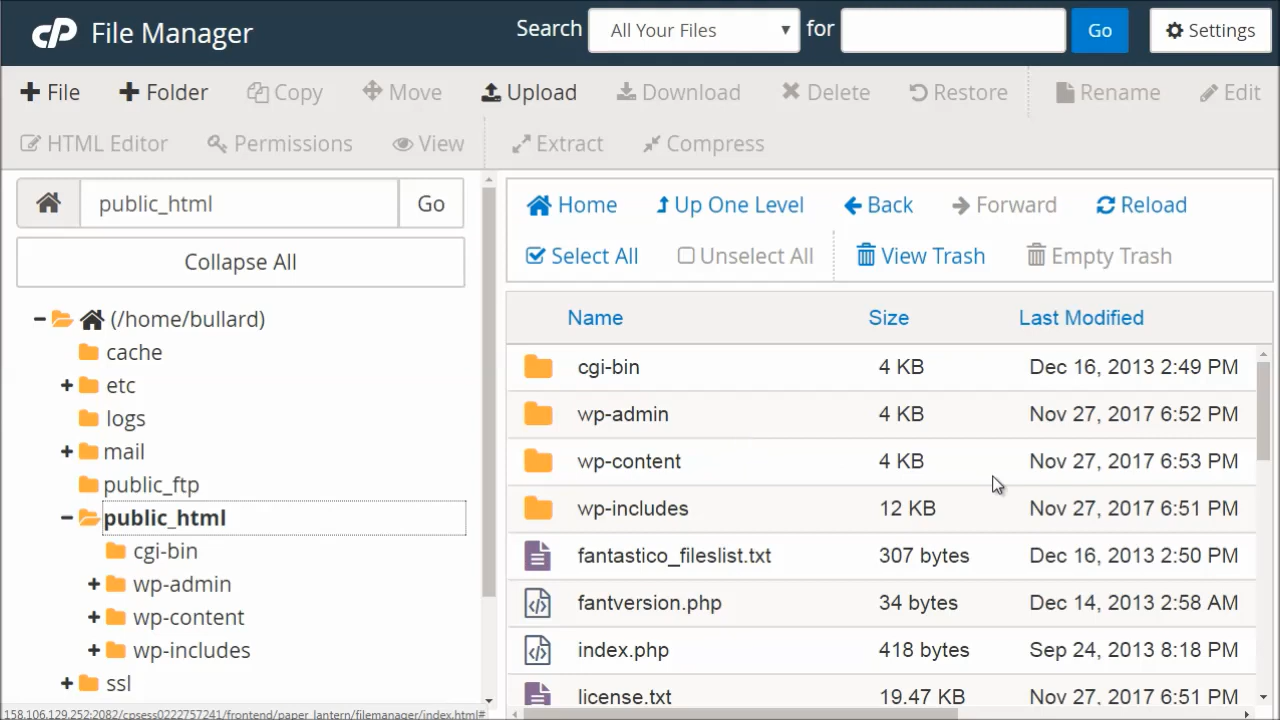 cP File Manager Search All Your Files for Go Settings
File Folder Copy Move Upload Download Delete Restore Rename Edit
HTML Editor Permissions View Extract Compress
public_html Go
Collapse All
(/home/bullard)
cache
etc
logs
mail
public_ftp
public_html
cgi-bin
wp-admin
wp-content
wp-includes
ssl
Home Up One Level Back Forward Reload
Select All Unselect All View Trash Empty Trash
Name Size Last Modified
cgi-bin 4 KB Dec 16, 2013 2:49 PM
wp-admin 4 KB Nov 27, 2017 6:52 PM
wp-content 4 KB Nov 27, 2017 6:53 PM
wp-includes 12 KB Nov 27, 2017 6:51 PM
fantastico_fileslist.txt 307 bytes Dec 16, 2013 2:50 PM
fantversion.php 34 bytes Dec 14, 2013 2:58 AM
index.php 418 bytes Sep 24, 2013 8:18 PM
license.txt 19.47 KB Nov 27, 2017 6:51 PM
158.106.129.252:2082/cpsess0222757241/frontend/paper_lantern/filemanager/index.html#